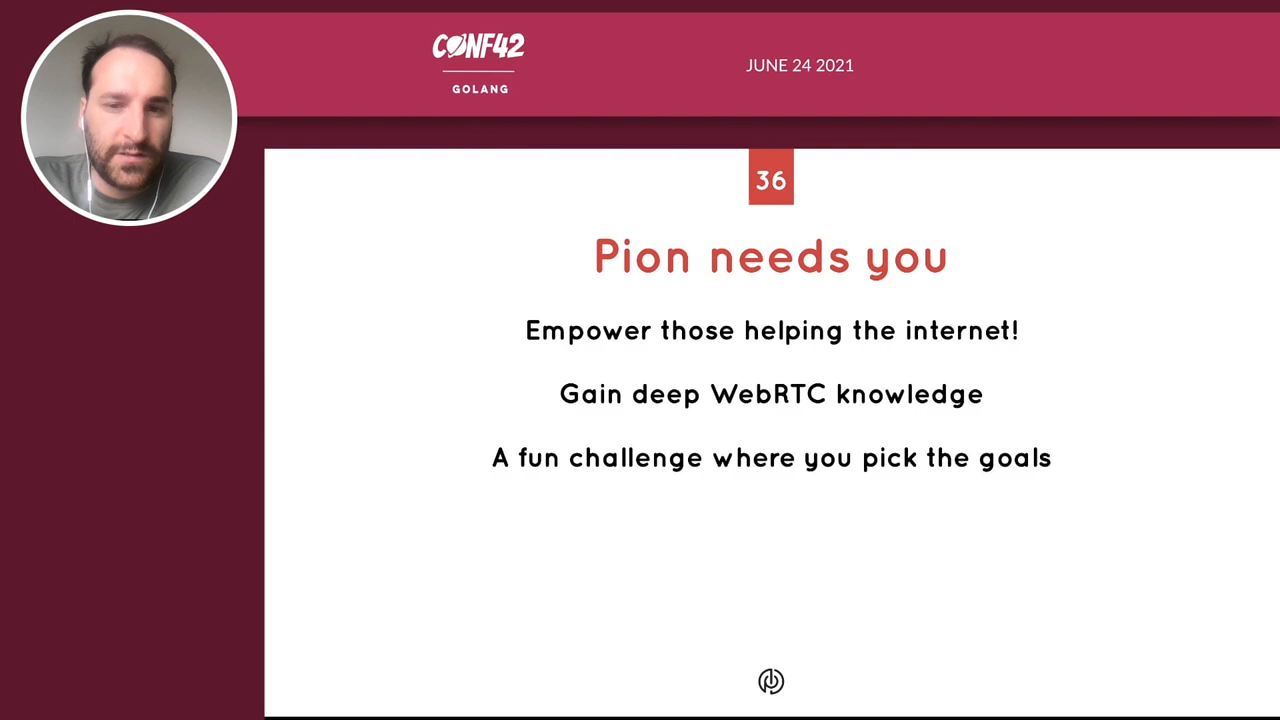 CONF42
GOLANG
JUNE 24 2021
36
Pion needs you
Empower those helping the internet!
Gain deep WebRTC knowledge
A fun challenge where you pick the goals